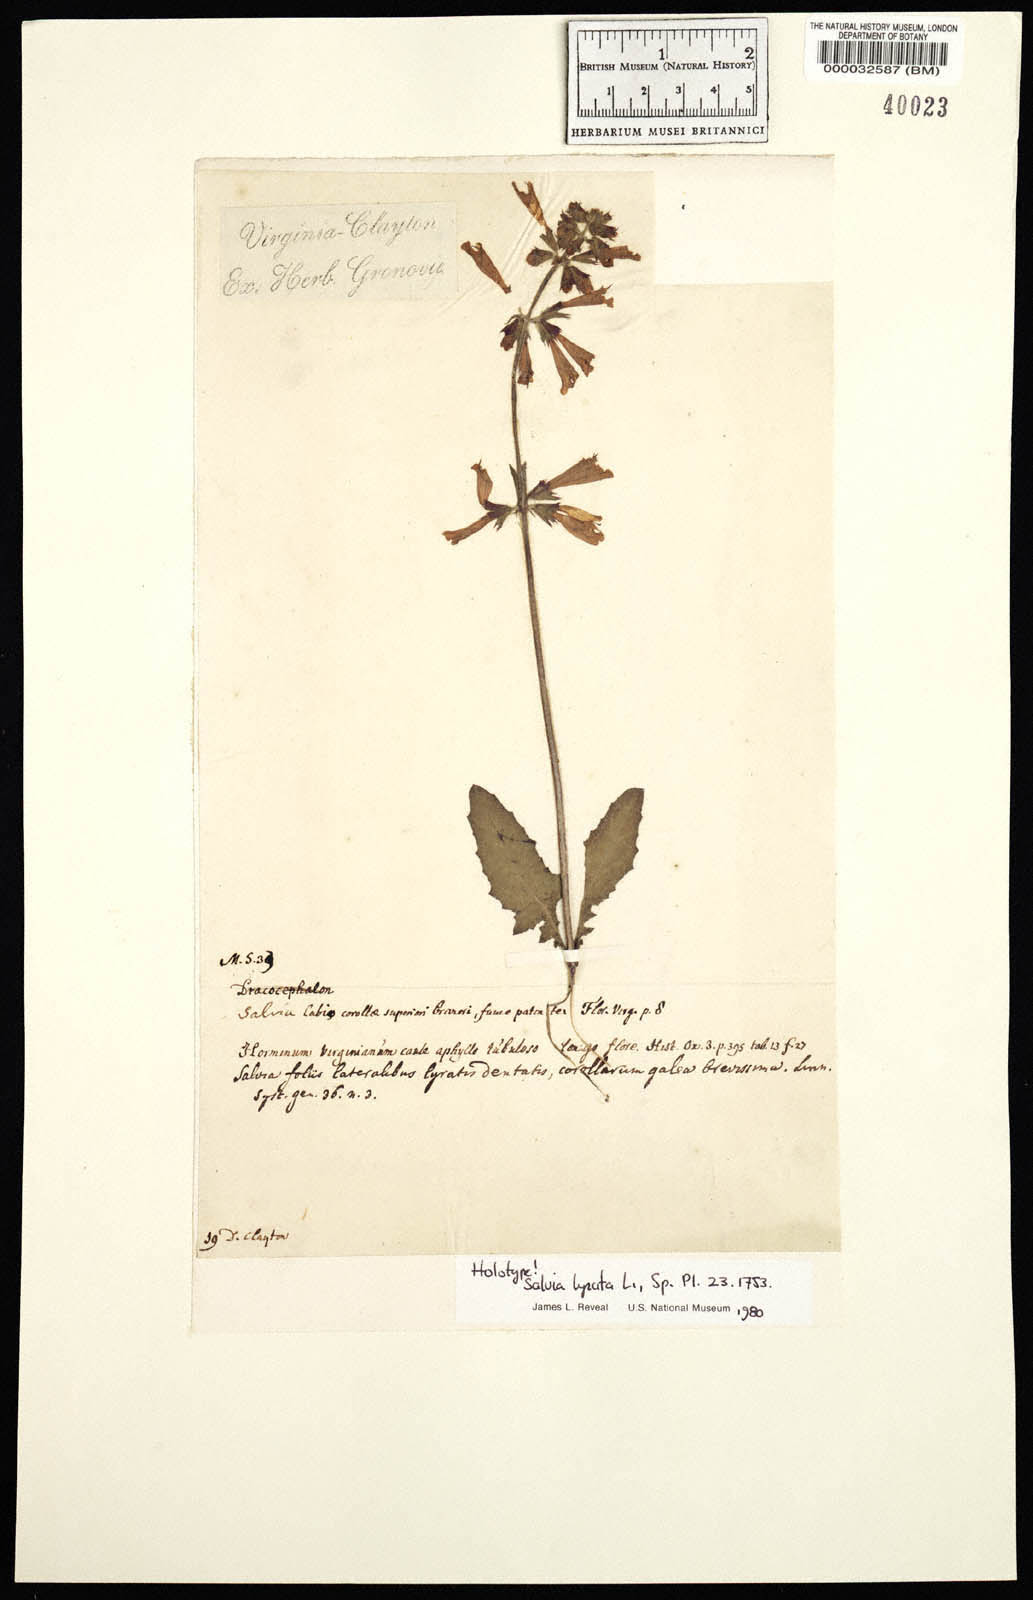 THE NATURAL HISTORY MUSEUM, LONDON
DEPARTMENT OF BOTANY
000032587 (BM)
40023
1 2
BRITISH MUSEUM (NATURAL HISTORY)
1 2 3 4 5
HERBARIUM MUSEI BRITANNICI
Virginia-Clayton
Ex. Herb. Gronovii
M.S. 39
Dracocephalon
Salvia labio corollæ superiori breviori, fauce patente. Flor. Virg. p. 8
Horminum virginianum caule aphyllo tubuloso longo flore. Hist. Ox. 3. p. 395 tab. 13 f. 27
Salvia foliis lateralibus lyratis dentatis, corollarum galea brevissima. Linn.
Syst. gen. 36. n. 3.
39 D. Clayton
Holotype!
Salvia lyrata L., Sp. Pl. 23. 1753.
James L. Reveal U.S. National Museum 1980